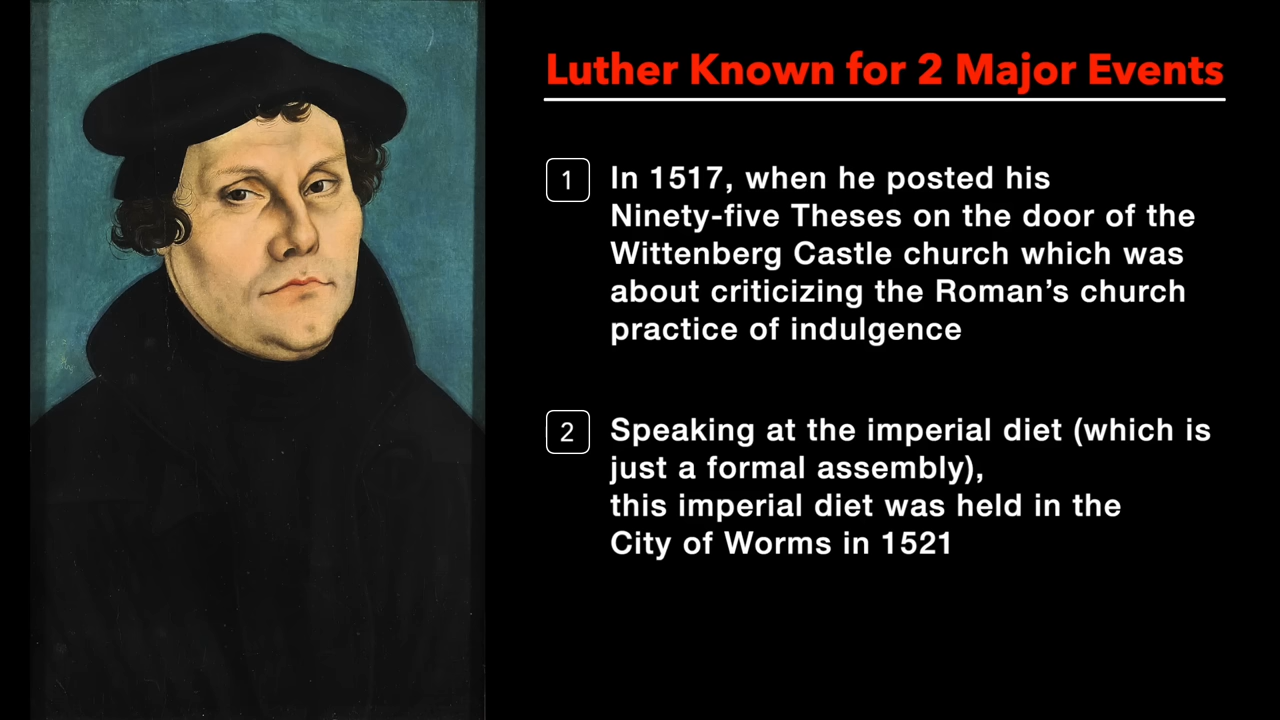 Luther Known for 2 Major Events
1 In 1517, when he posted his
Ninety-five Theses on the door of the
Wittenberg Castle church which was
about criticizing the Roman’s church
practice of indulgence
2 Speaking at the imperial diet (which is
just a formal assembly),
this imperial diet was held in the
City of Worms in 1521